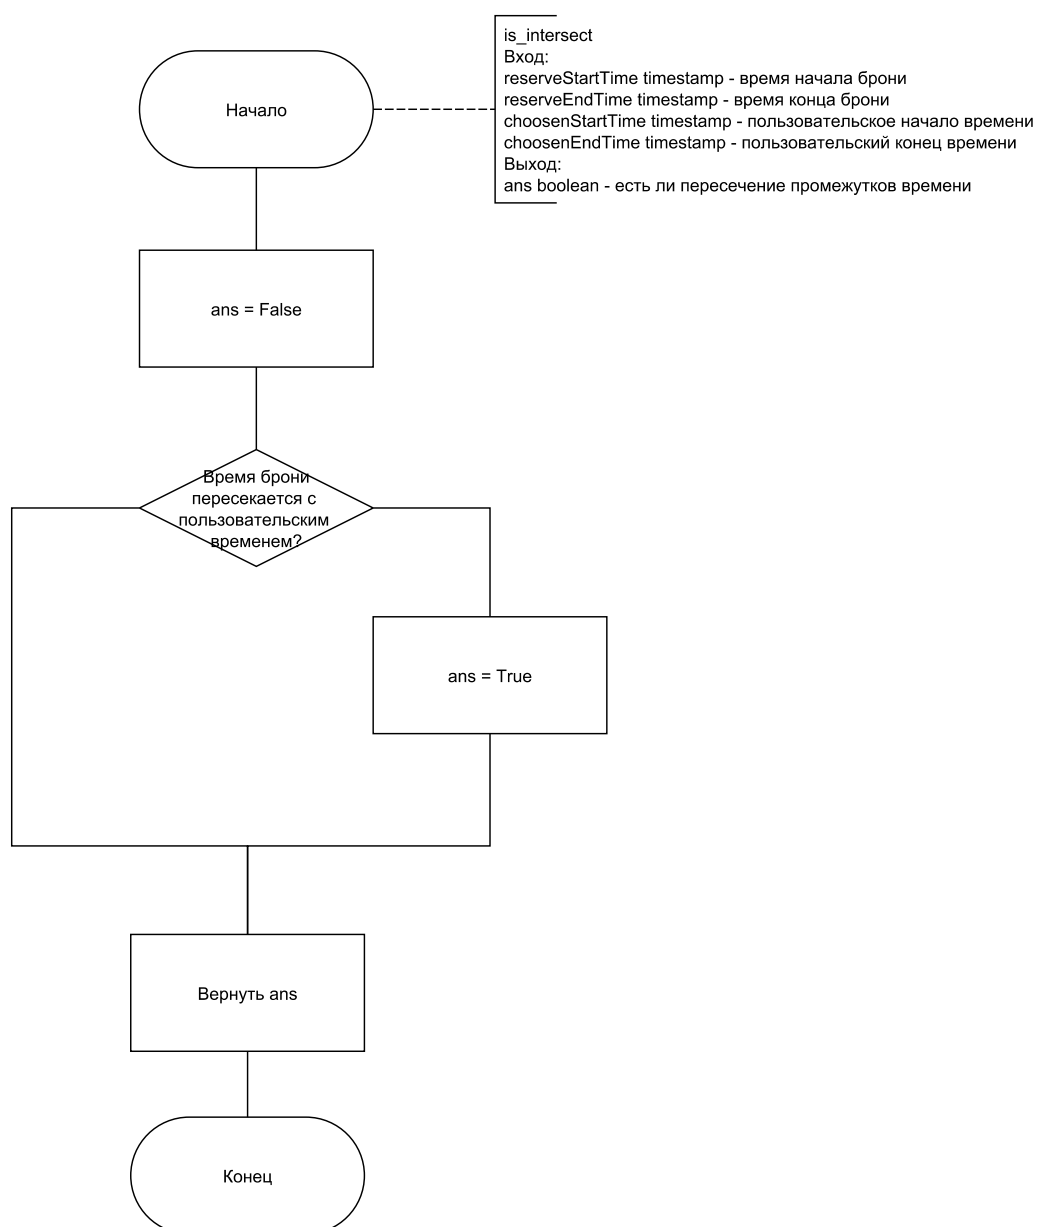 is_intersect
Вход:
reserveStartTime timestamp - время начала брони
reserveEndTime timestamp - время конца брони
choosenStartTime timestamp - пользовательское начало времени
choosenEndTime timestamp - пользовательский конец времени
Выход:
ans boolean - есть ли пересечение промежутков времени
Начало
ans = False
Время брони
пересекается с
пользовательским
временем?
ans = True
Вернуть ans
Конец